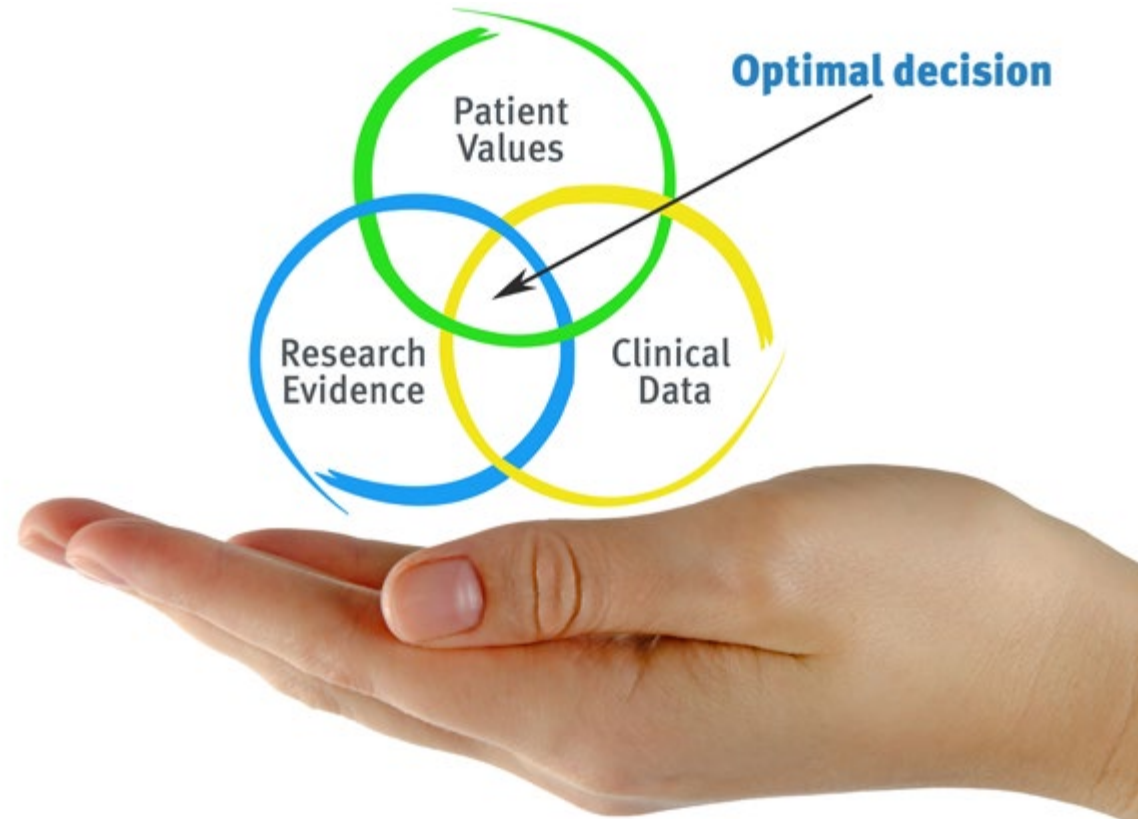 Optimal decision
Patient
Values
Research
Evidence
Clinical
Data